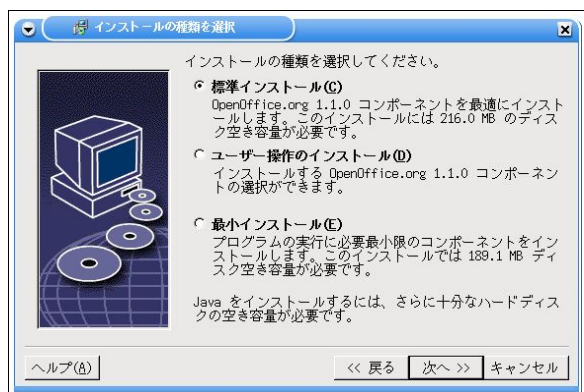 インストールの種類を選択
インストールの種類を選択してください。
標準インストール(C)
OpenOffice.org 1.1.0 コンポーネントを最適にインスト
ールします。このインストールには 216.0 MB のディス
ク空き容量が必要です。
ユーザー操作のインストール(D)
インストールする OpenOffice.org 1.1.0 コンポーネン
トの選択ができます。
最小インストール(E)
プログラムの実行に必要最小限のコンポーネントをイン
ストールします。このインストールでは 189.1 MB ディ
スク空き容量が必要です。
Java をインストールするには、さらに十分なハードディス
クの空き容量が必要です。
ヘルプ(A)
<< 戻る 次へ >> キャンセル